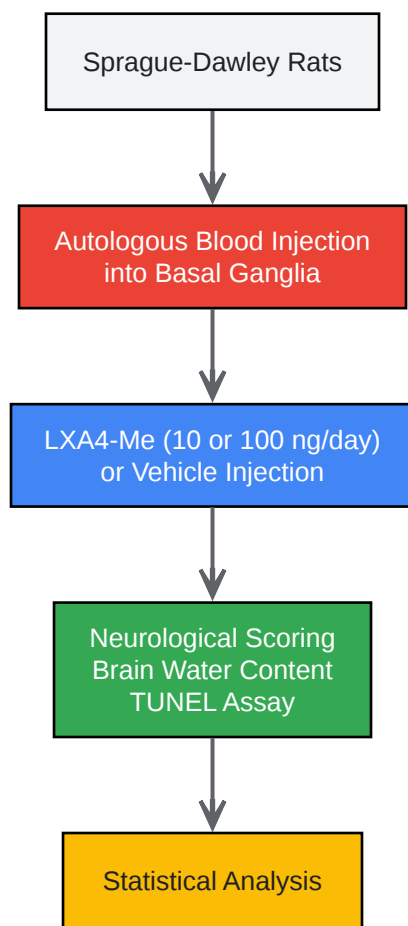 Sprague-Dawley Rats
Autologous Blood Injection
into Basal Ganglia
LXA4-Me (10 or 100 ng/day)
or Vehicle Injection
Neurological Scoring
Brain Water Content
TUNEL Assay
Statistical Analysis